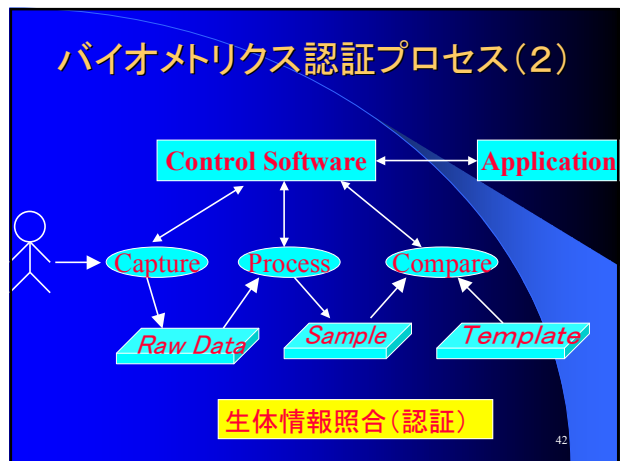 バイオメトリクス認証プロセス(2)
Control Software
Application
Capture
Process
Compare
Raw Data
Sample
Template
生体情報照合(認証)
42